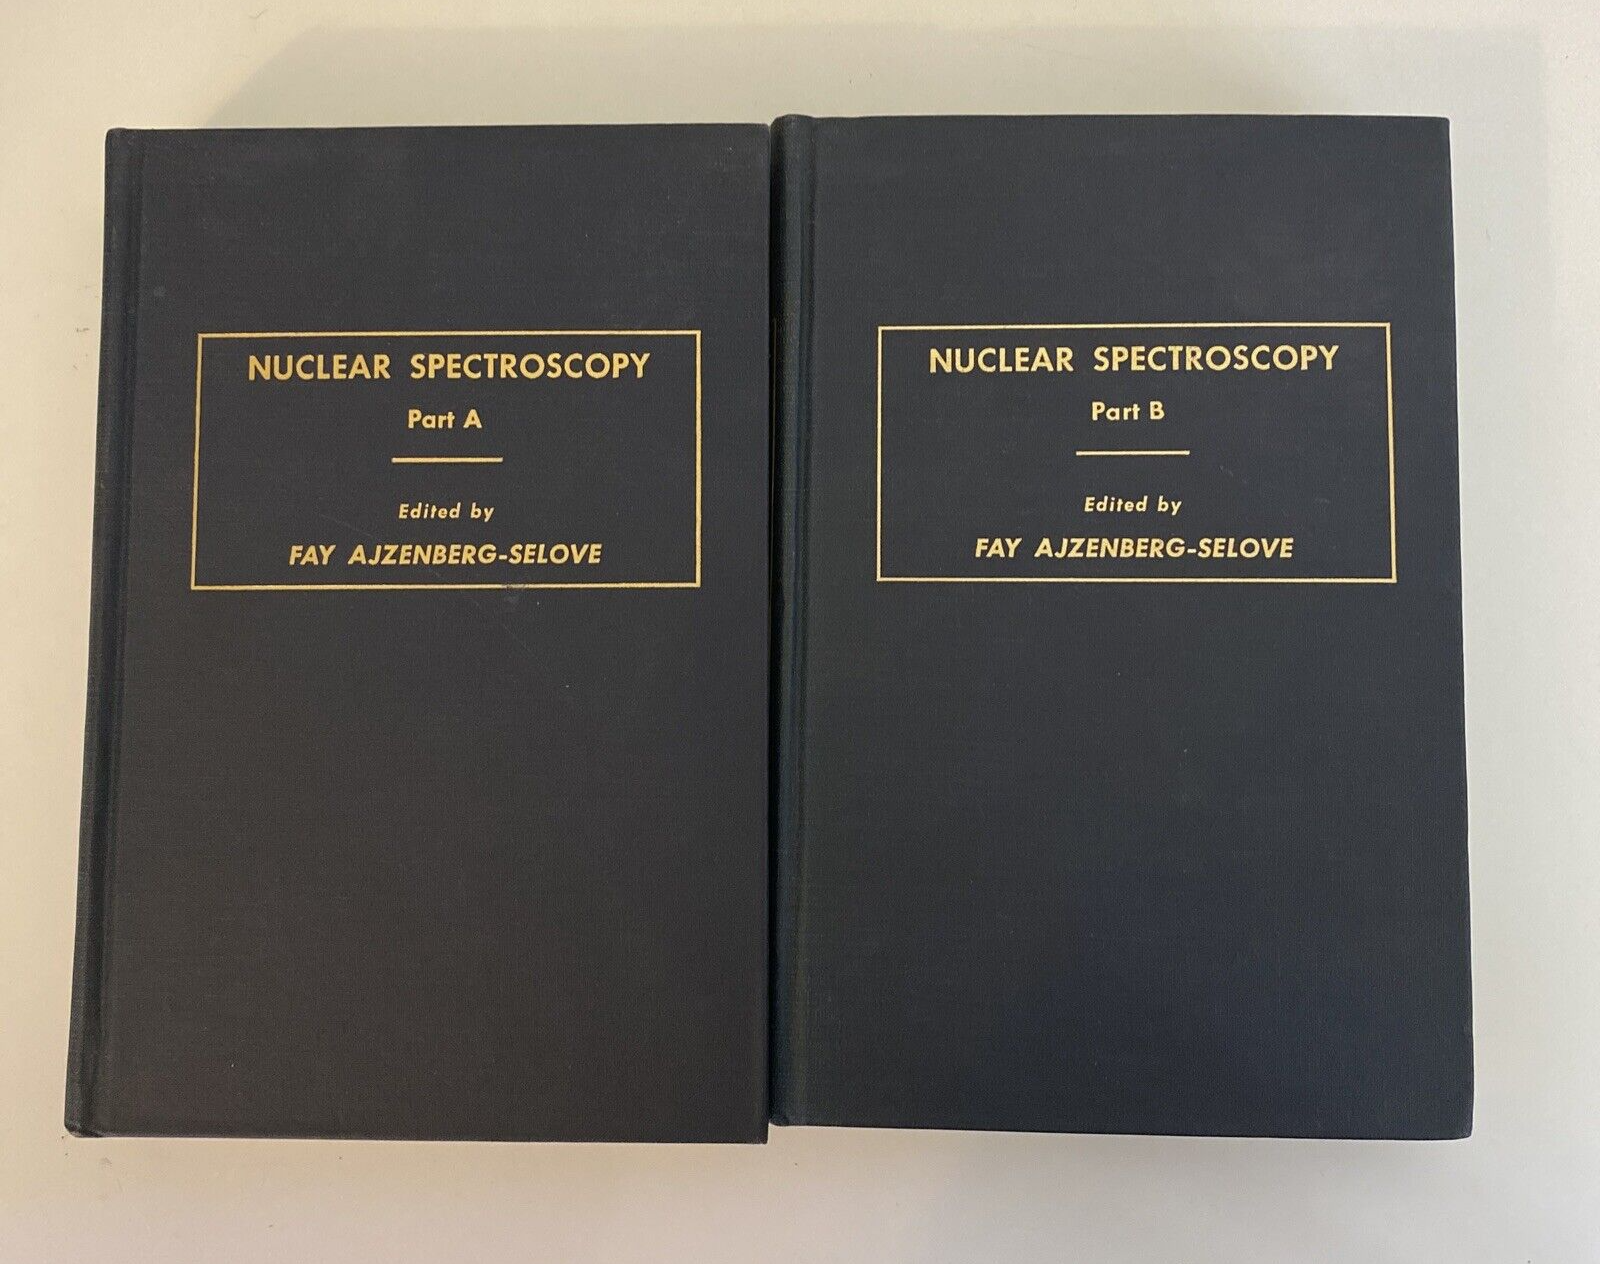 NUCLEAR SPECTROSCOPY
Part A
Edited by
FAY AJZENBERG-SELOVE
NUCLEAR SPECTROSCOPY
Part B
Edited by
FAY AJZENBERG-SELOVE